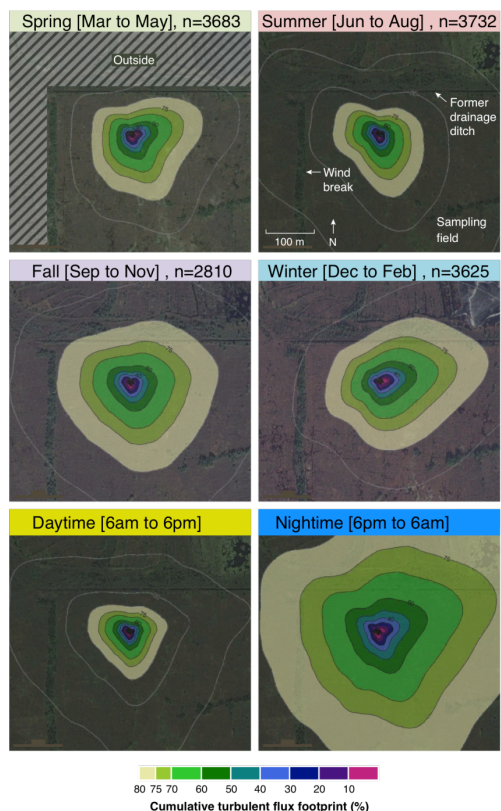 Spring [Mar to May], n=3683
Outside
Summer [Jun to Aug] , n=3732
Former
drainage
ditch
Wind
break
Sampling
field
100 m
N
Fall [Sep to Nov] , n=2810
Winter [Dec to Feb] , n=3625
Daytime [6am to 6pm]
Nightime [6pm to 6am]
80 75 70 60 50 40 30 20 10
Cumulative turbulent flux footprint (%)